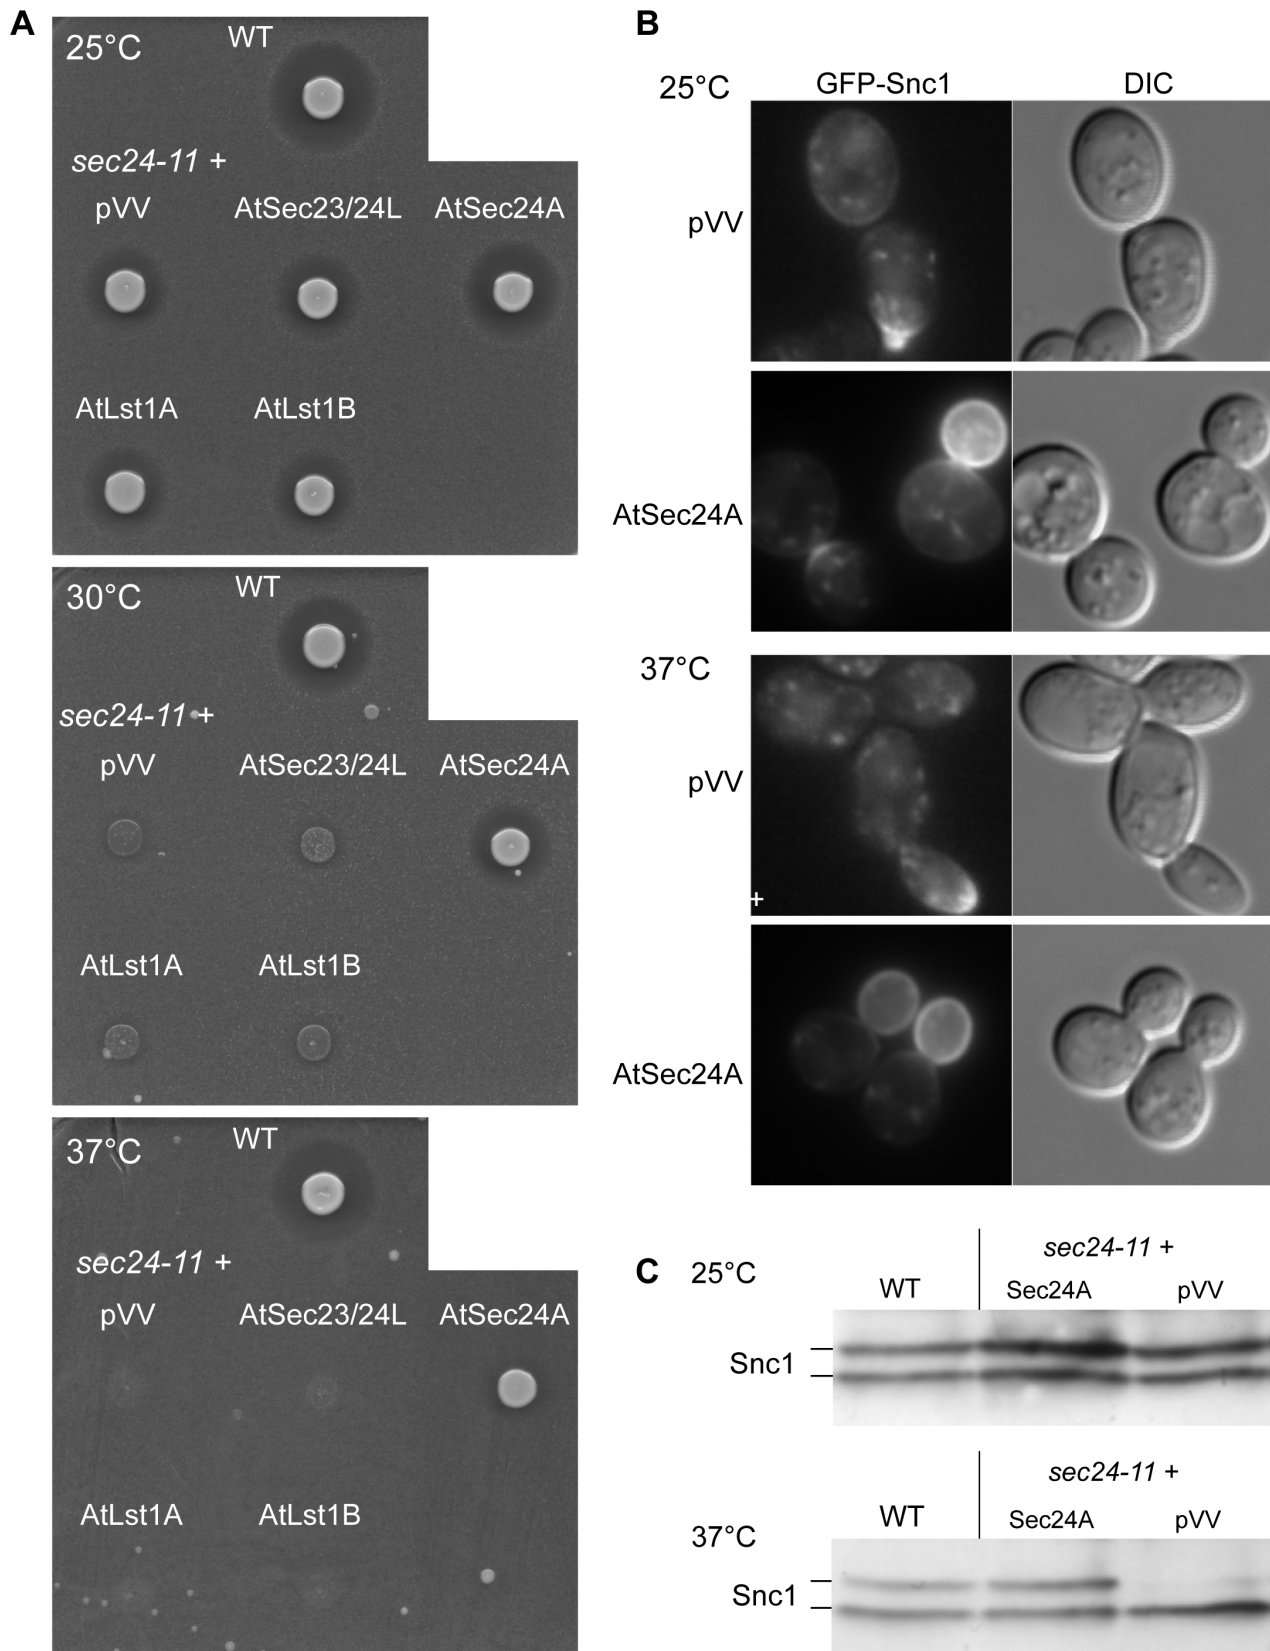 A
25°C
WT
sec24-11 +
pVV
AtSec23/24L
AtSec24A
AtLst1A
AtLst1B
30°C
WT
sec24-11 +
pVV
AtSec23/24L
AtSec24A
AtLst1A
AtLst1B
37°C
WT
sec24-11 +
pVV
AtSec23/24L
AtSec24A
AtLst1A
AtLst1B
B
25°C
GFP-Snc1
DIC
pVV
AtSec24A
37°C
pVV
+
AtSec24A
C
25°C
WT
sec24-11 +
Sec24A
pVV
Snc1
37°C
WT
sec24-11 +
Sec24A
pVV
Snc1